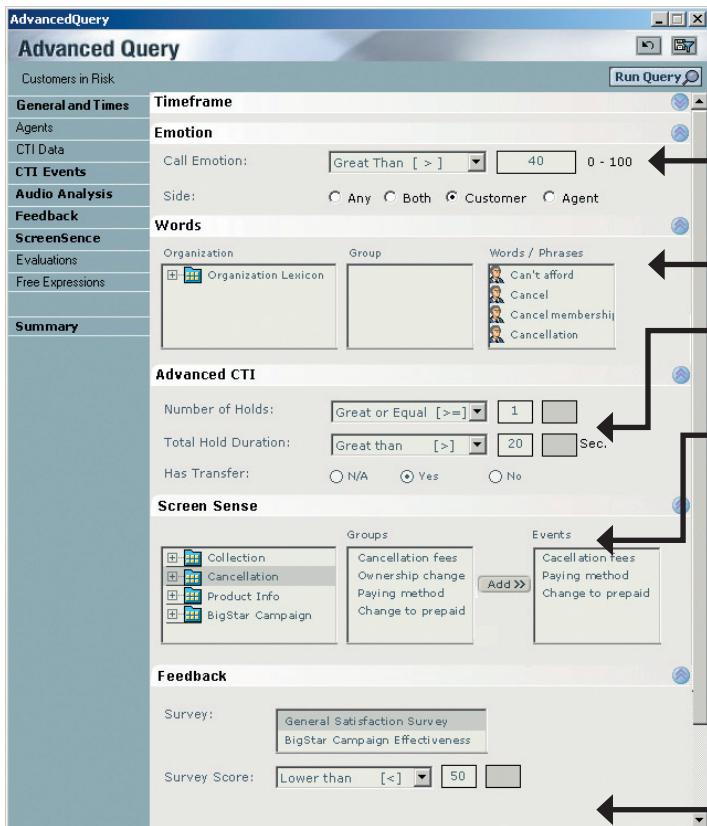 AdvancedQuery
Advanced Query
Customers in Risk
Run Query
General and Times
Agents
CTI Data
CTI Events
Audio Analysis
Feedback
ScreenSence
Evaluations
Free Expressions
Summary
Timeframe
Emotion
Call Emotion: Great Than [ > ] 40 0 - 100
Side: Any Both Customer Agent
Words
Organization Group Words / Phrases
Organization Lexicon
Can't afford
Cancel
Cancel membership
Cancellation
Advanced CTI
Number of Holds: Great or Equal [>=] 1
Total Hold Duration: Great than [>] 20 Sec.
Has Transfer: N/A Yes No
Screen Sense
Groups Events
Collection
Cancellation
Product Info
BigStar Campaign
Cancellation fees
Ownership change
Paying method
Change to prepaid
Add >>
Cacellation fees
Paying method
Change to prepaid
Feedback
Survey: General Satisfaction Survey
BigStar Campaign Effectiveness
Survey Score: Lower than [<] 50